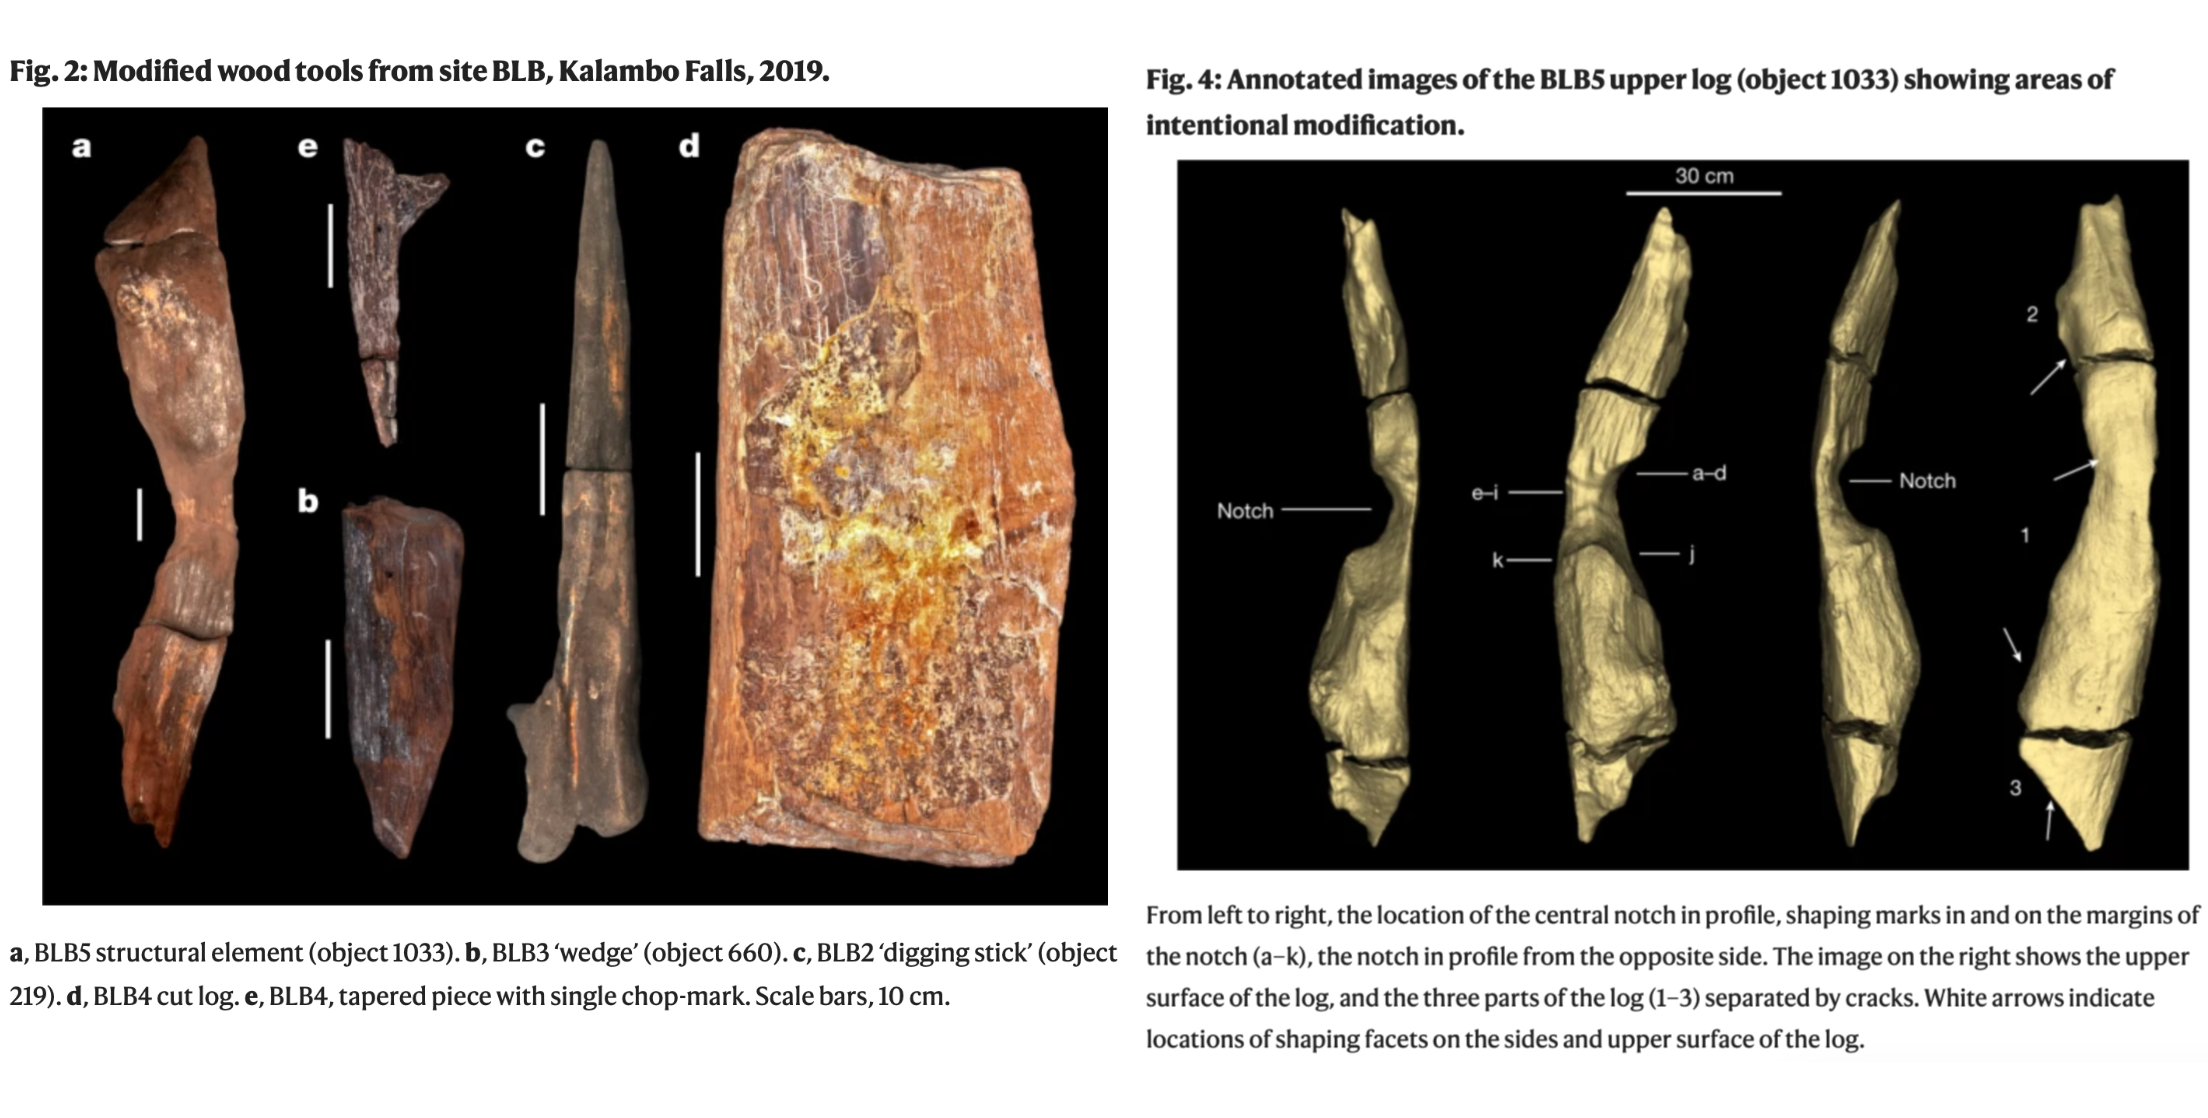 Fig. 2: Modified wood tools from site BLB, Kalambo Falls, 2019.
a
e
c
d
b
a, BLB5 structural element (object 1033). b, BLB3 ‘wedge’ (object 660). c, BLB2 ‘digging stick’ (object
219). d, BLB4 cut log. e, BLB4, tapered piece with single chop-mark. Scale bars, 10 cm.
Fig. 4: Annotated images of the BLB5 upper log (object 1033) showing areas of
intentional modification.
30 cm
2
a–d
Notch
e–i
Notch
1
k
j
3
From left to right, the location of the central notch in profile, shaping marks in and on the margins of
the notch (a–k), the notch in profile from the opposite side. The image on the right shows the upper
surface of the log, and the three parts of the log (1–3) separated by cracks. White arrows indicate
locations of shaping facets on the sides and upper surface of the log.